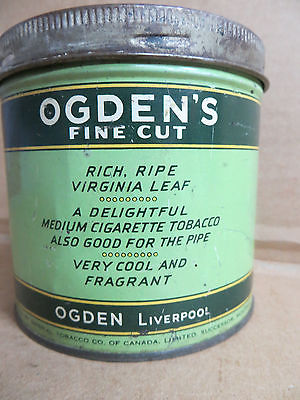 OGDEN'S
FINE CUT
RICH, RIPE
VIRGINIA LEAF
A DELIGHTFUL
MEDIUM CIGARETTE TOBACCO
ALSO GOOD FOR THE PIPE
VERY COOL AND
FRAGRANT
OGDEN LIVERPOOL
TOBACCO CO. OF CANADA, LIMITED, SUCCESSOR,